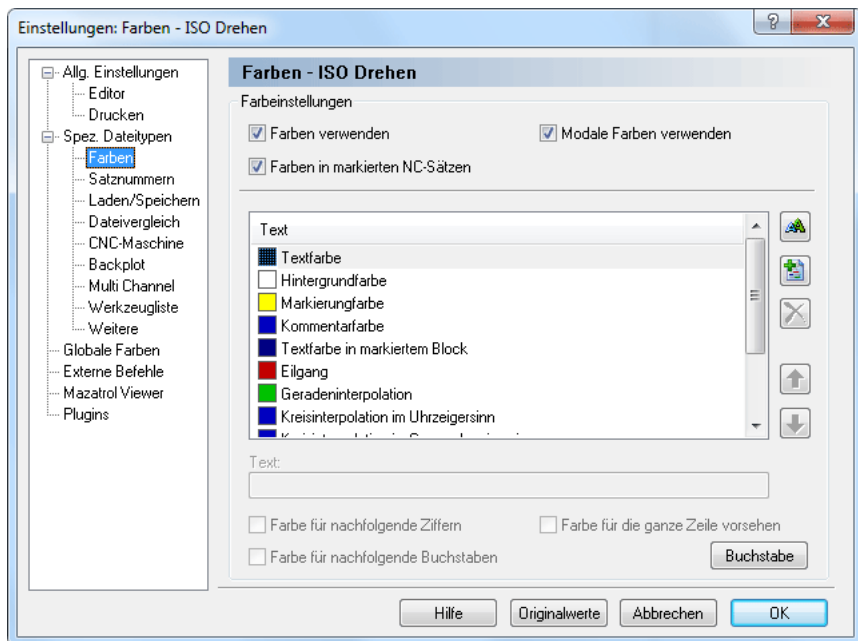 Einstellungen: Farben - ISO Drehen
Allg. Einstellungen
Editor
Drucken
Spez. Dateitypen
Farben
Satznummern
Laden/Speichern
Dateivergleich
CNC-Maschine
Backplot
Multi Channel
Werkzeugliste
Weitere
Globale Farben
Externe Befehle
Mazatrol Viewer
Plugins
Farben - ISO Drehen
Farbeinstellungen
Farben verwenden
Modale Farben verwenden
Farben in markierten NC-Sätzen
Text
Textfarbe
Hintergrundfarbe
Markierungfarbe
Kommentarfarbe
Textfarbe in markiertem Block
Eilgang
Geradeninterpolation
Kreisinterpolation im Uhrzeigersinn
Text:
Farbe für nachfolgende Ziffern
Farbe für die ganze Zeile vorsehen
Farbe für nachfolgende Buchstaben
Buchstabe
Hilfe
Originalwerte
Abbrechen
OK